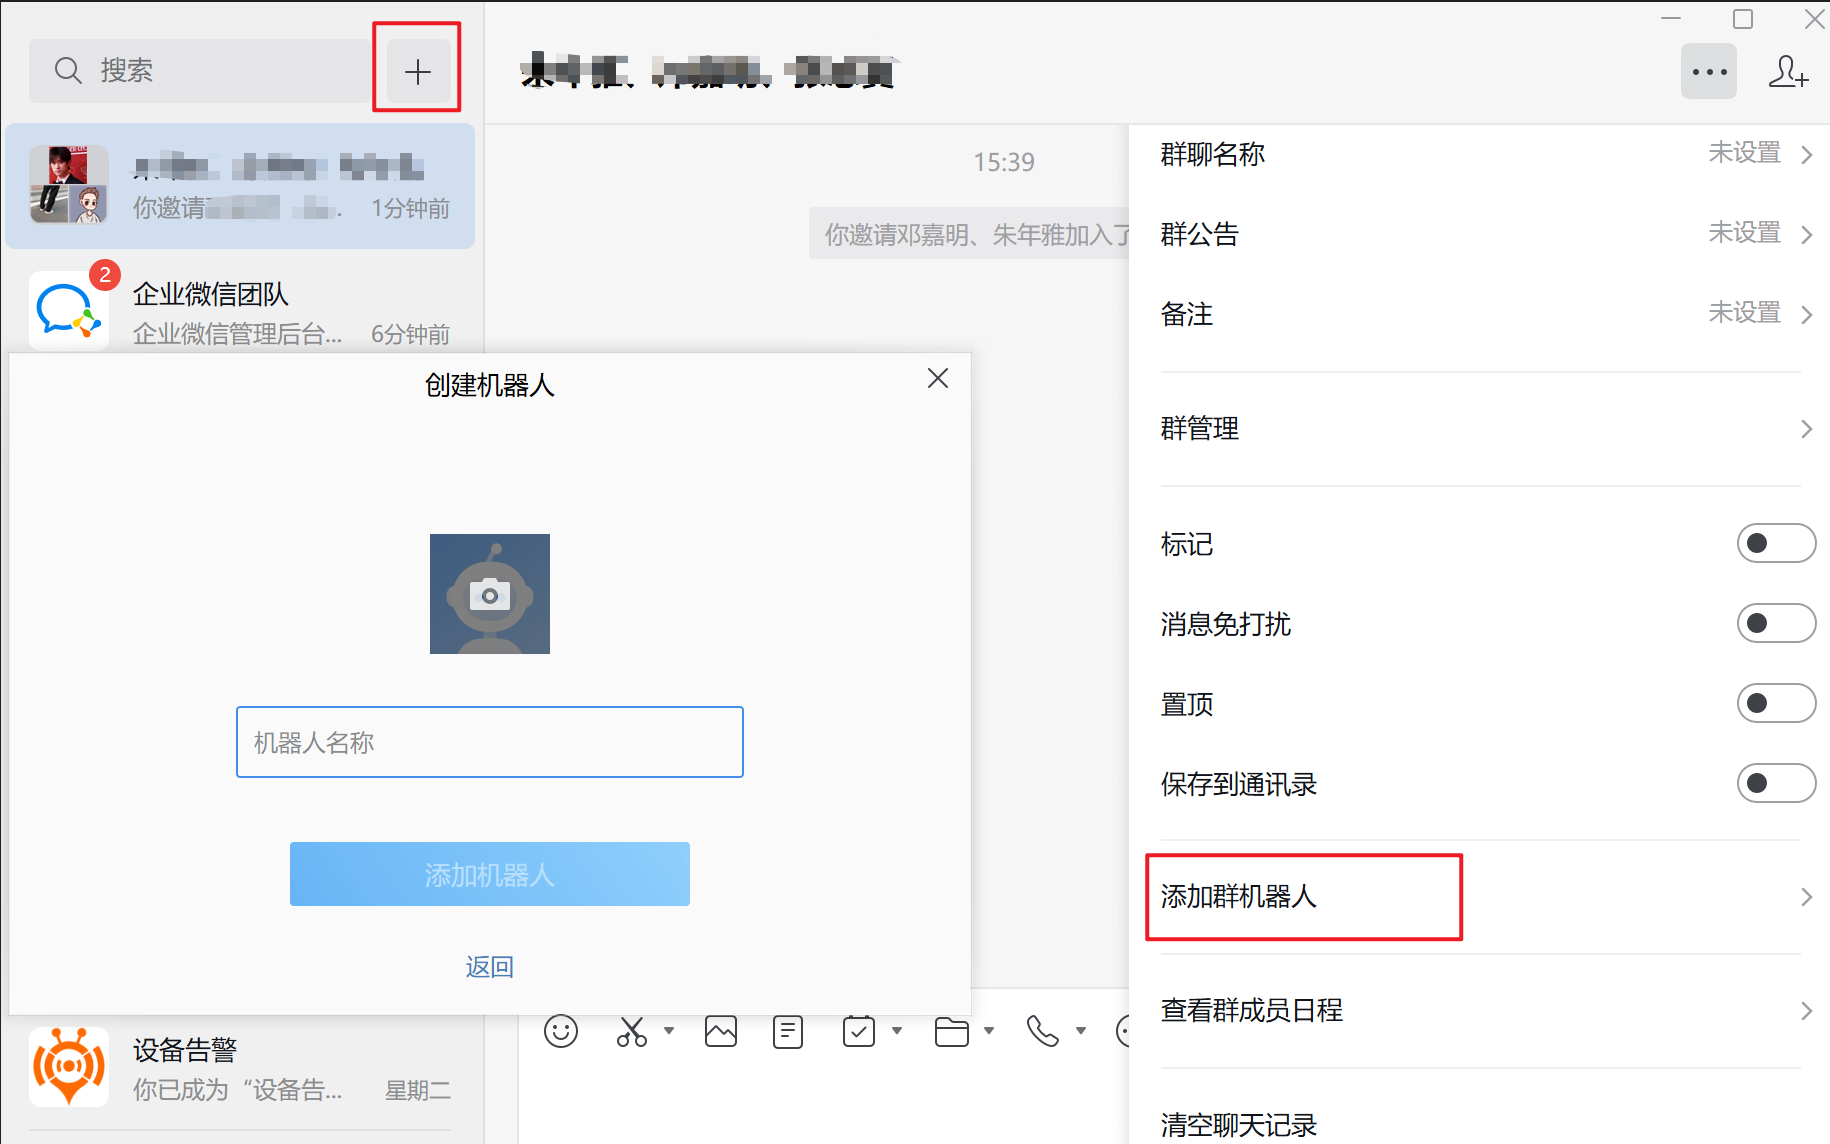 搜索
你邀请
1分钟前
2
企业微信团队
企业微信管理后台...
6分钟前
创建机器人
机器人名称
添加机器人
返回
设备告警
你已成为“设备告...
星期二
15:39
你邀请邓嘉明、朱年雅加入了
群聊名称
未设置
群公告
未设置
备注
未设置
群管理
标记
消息免打扰
置顶
保存到通讯录
添加群机器人
查看群成员日程
清空聊天记录